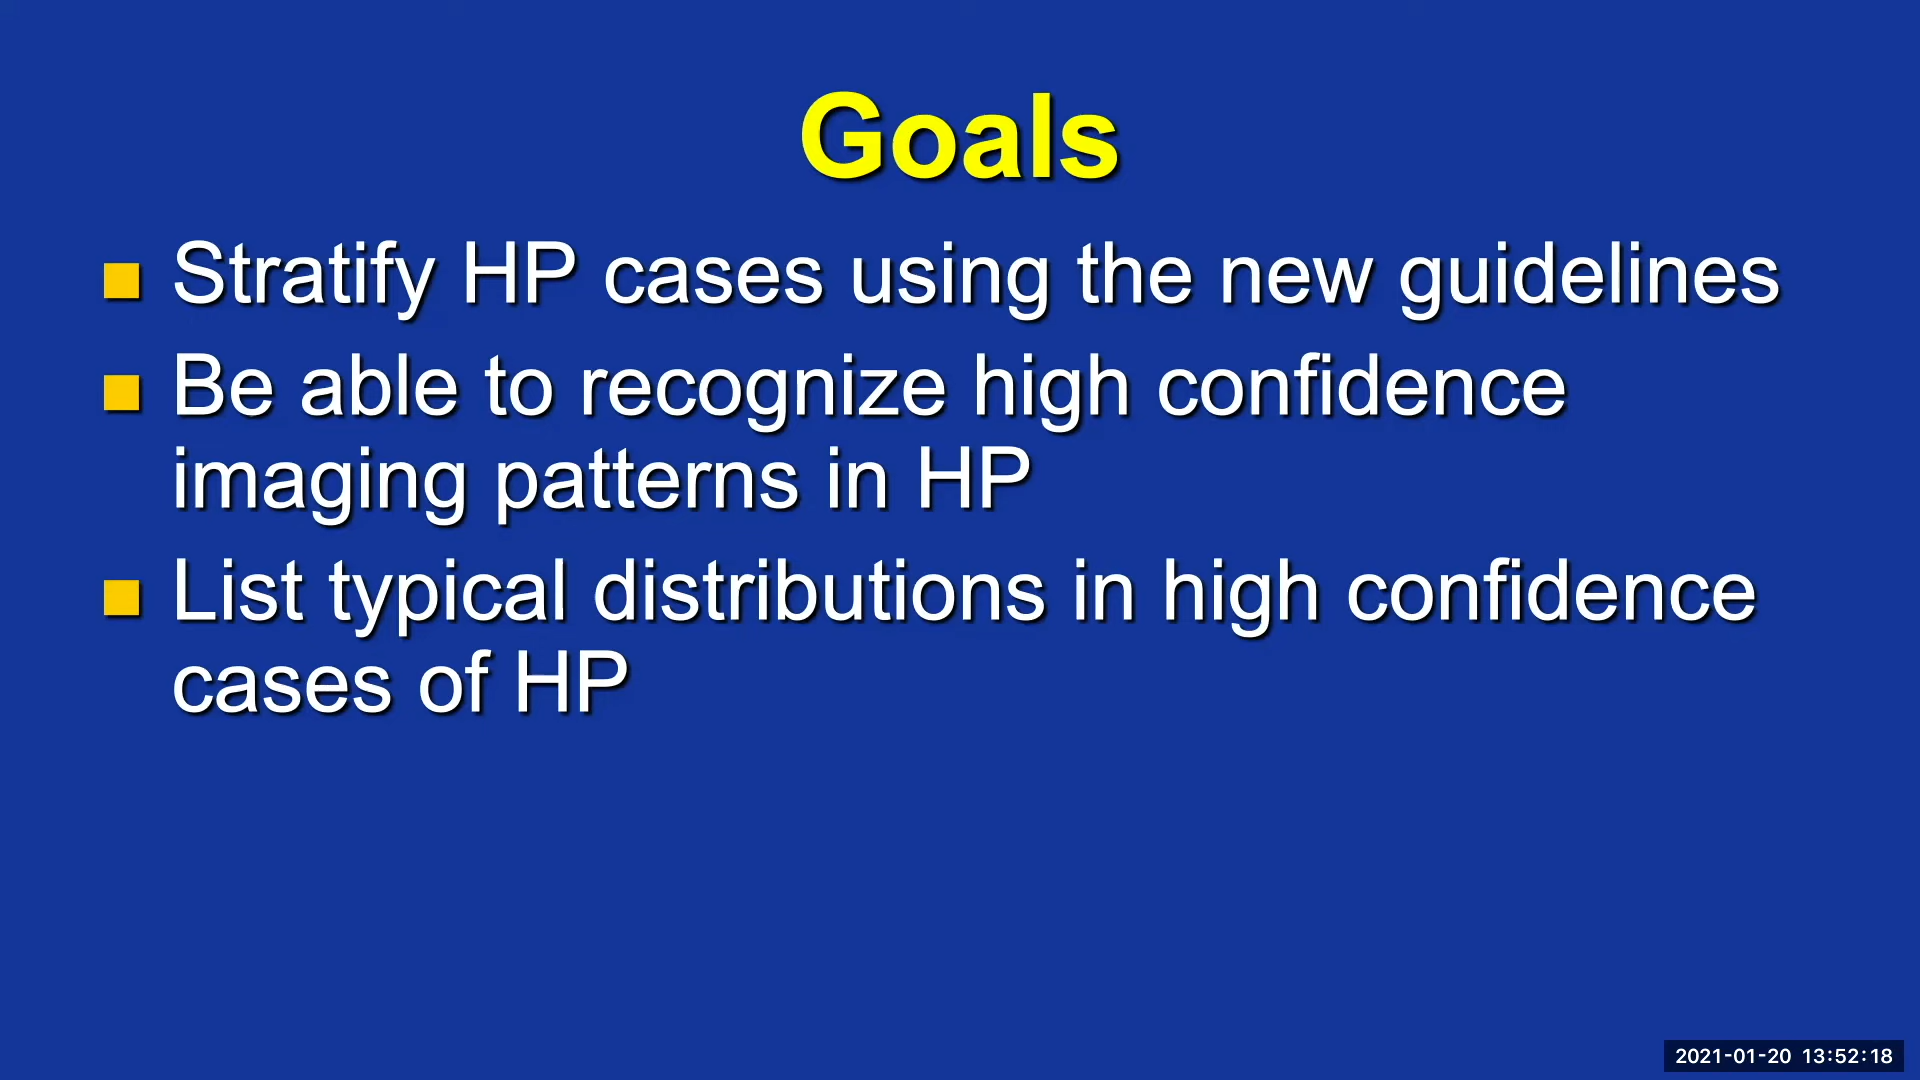 Goals
Stratify HP cases using the new guidelines
Be able to recognize high confidence
imaging patterns in HP
List typical distributions in high confidence
cases of HP
2021-01-20 13:52:18